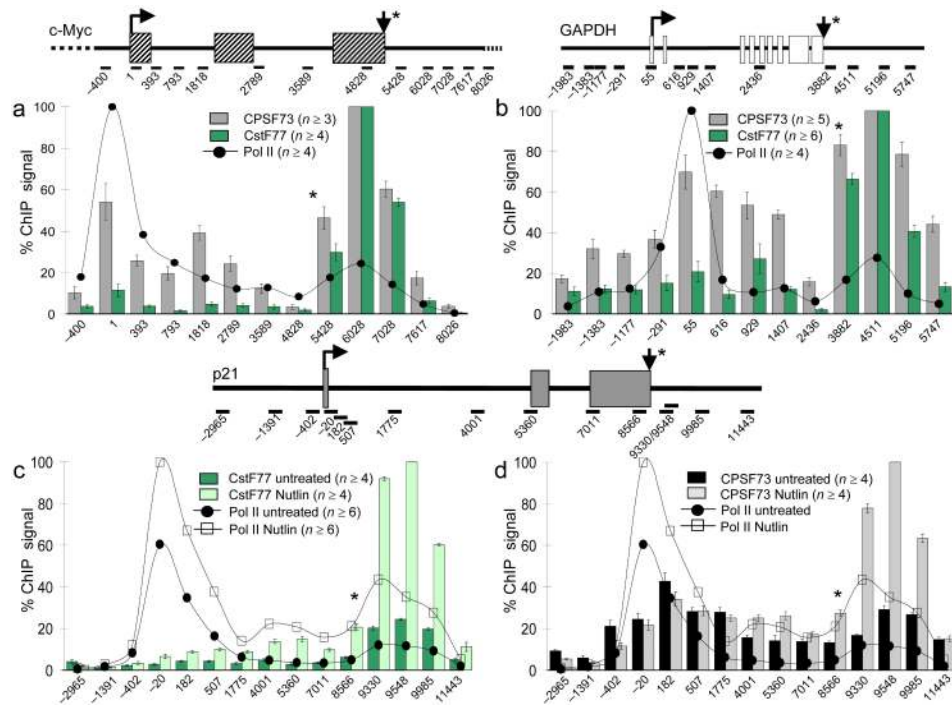 c-Myc
*
–400 1 393 793 1818 2789 3589 4828 5428 6028 7028 7617 8026
GAPDH
*
–1983 –1383 –1177 –291 55 616 929 1407 2436 3882 4511 5196 5747
a
% ChIP signal
100
80
60
40
20
0
CPSF73 (n ≥ 3)
CstF77 (n ≥ 4)
Pol II (n ≥ 4)
*
–400 1 393 793 1818 2789 3589 4828 5428 6028 7028 7617 8026
b
% ChIP signal
100
80
60
40
20
0
CPSF73 (n ≥ 5)
CstF77 (n ≥ 6)
Pol II (n ≥ 4)
*
–1983 –1383 –1177 –291 55 616 929 1407 2436 3882 4511 5196 5747
p21
*
–2965 –1391 –402 –20 182 507 1775 4001 5360 7011 8566 9330/9548 9985 11443
c
% ChIP signal
100
80
60
40
20
0
CstF77 untreated (n ≥ 4)
CstF77 Nutlin (n ≥ 4)
Pol II untreated (n ≥ 6)
Pol II Nutlin (n ≥ 6)
*
–2965 –1391 –402 –20 182 507 1775 4001 5360 7011 8566 9330 9548 9985 11443
d
% ChIP signal
100
80
60
40
20
0
CPSF73 untreated (n ≥ 4)
CPSF73 Nutlin (n ≥ 4)
Pol II untreated
Pol II Nutlin
*
–2965 –1391 –402 –20 182 507 1775 4001 5360 7011 8566 9330 9548 9985 11443